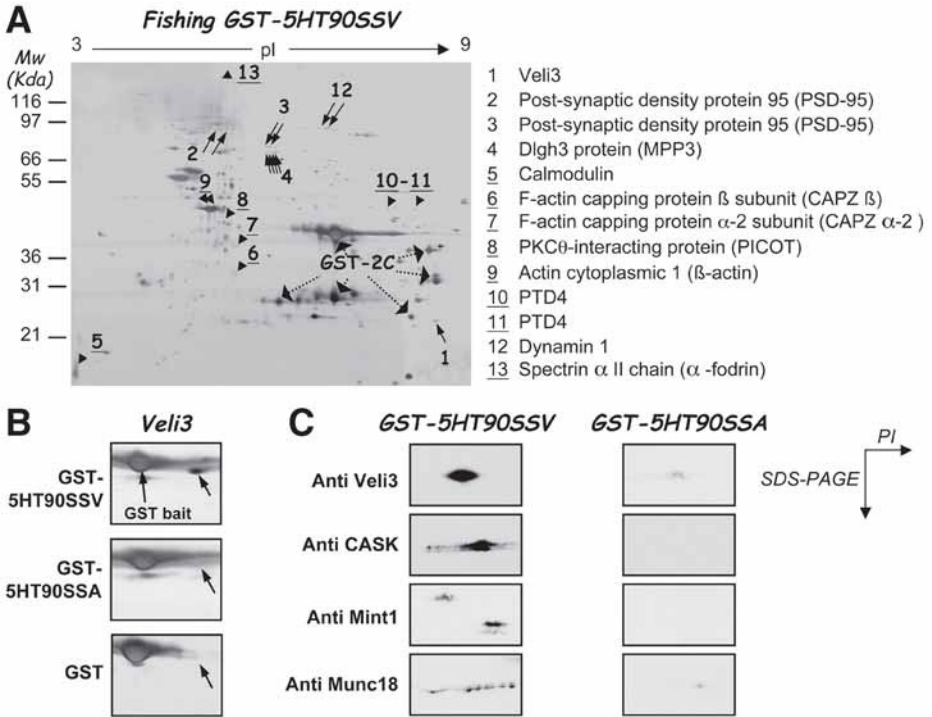 A
Fishing GST-5HT90SSV
3 pI 9
Mw
(Kda)
116
97
66
55
36
31
21
13
12
3
2
4
10-11
9
8
7
6
GST-2C
5
1
1 Veli3
2 Post-synaptic density protein 95 (PSD-95)
3 Post-synaptic density protein 95 (PSD-95)
4 Dlgh3 protein (MPP3)
5 Calmodulin
6 F-actin capping protein ß subunit (CAPZ ß)
7 F-actin capping protein α-2 subunit (CAPZ α-2 )
8 PKCθ-interacting protein (PICOT)
9 Actin cytoplasmic 1 (ß-actin)
10 PTD4
11 PTD4
12 Dynamin 1
13 Spectrin α II chain (α -fodrin)
B
Veli3
GST-
5HT90SSV
GST bait
GST-
5HT90SSA
GST
C
GST-5HT90SSV GST-5HT90SSA
Anti Veli3
Anti CASK
Anti Mint1
Anti Munc18
PI
SDS-PAGE